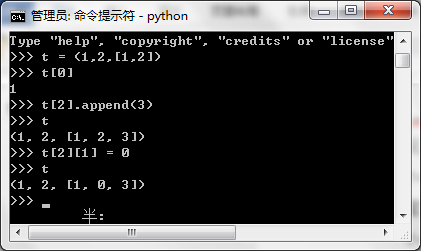 管理员: 命令提示符 - python
Type "help", "copyright", "credits" or "license"
>>> t = (1,2,[1,2])
>>> t[0]
1
>>> t[2].append(3)
>>> t
(1, 2, [1, 2, 3])
>>> t[2][1] = 0
>>> t
(1, 2, [1, 0, 3])
>>>
半: